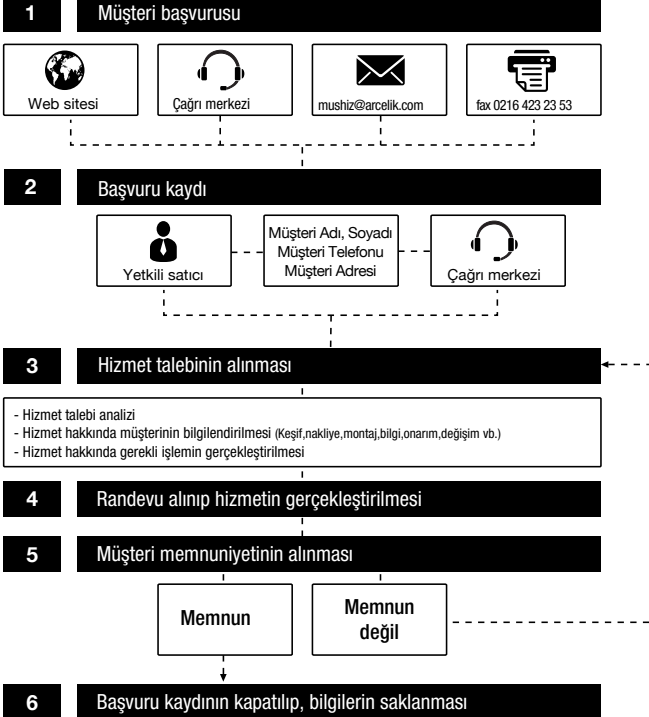 1 Müşteri başvurusu
Web sitesi
Çağrı merkezi
mushiz@arcelik.com
fax 0216 423 23 53
2 Başvuru kaydı
Yetkili satıcı
Müşteri Adı, Soyadı
Müşteri Telefonu
Müşteri Adresi
Çağrı merkezi
3 Hizmet talebinin alınması
- Hizmet talebi analizi
- Hizmet hakkında müşterinin bilgilendirilmesi (Keşif,nakliye,montaj,bilgi,onarım,değişim vb.)
- Hizmet hakkında gerekli işlemin gerçekleştirilmesi
4 Randevu alınıp hizmetin gerçekleştirilmesi
5 Müşteri memnuniyetinin alınması
Memnun
Memnun
değil
6 Başvuru kaydının kapatılıp, bilgilerin saklanması